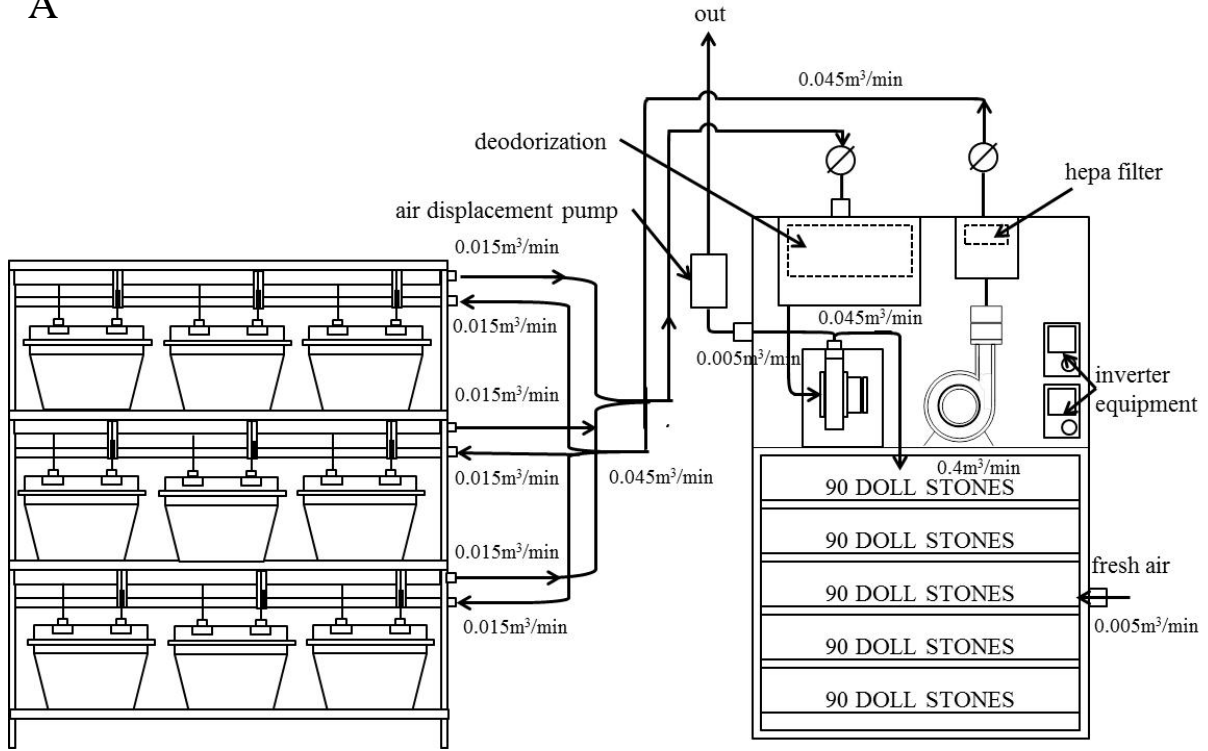 A
out
0.045m³/min
deodorization
hepa filter
air displacement pump
0.015m³/min
0.015m³/min
0.045m³/min
0.005m³/min
inverter
equipment
0.015m³/min
0.015m³/min
0.045m³/min
0.4m³/min
90 DOLL STONES
90 DOLL STONES
0.015m³/min
fresh air
90 DOLL STONES
0.015m³/min
0.005m³/min
90 DOLL STONES
90 DOLL STONES